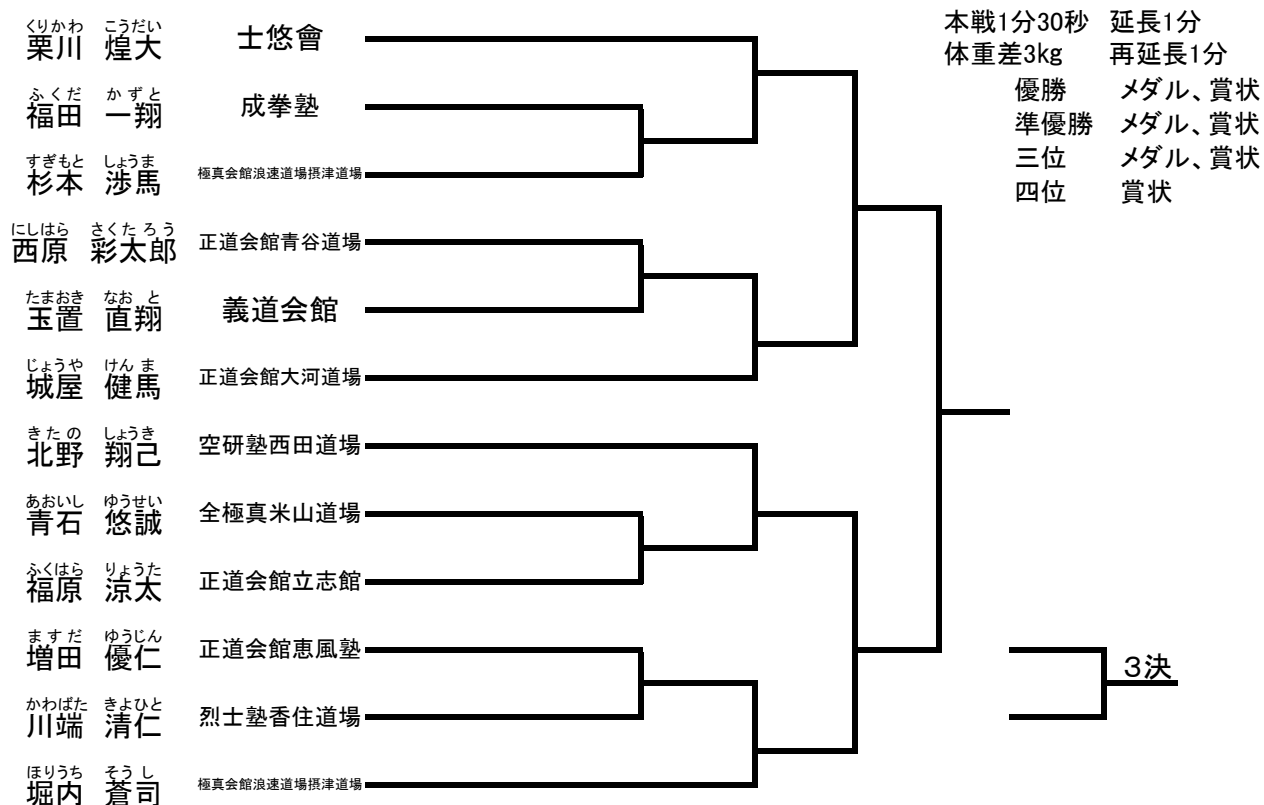 本戦1分30秒 延長1分
体重差3kg 再延長1分
優勝 メダル、賞状
準優勝 メダル、賞状
三位 メダル、賞状
四位 賞状
くりかわ こうだい
栗川 煌大 士悠會
ふくだ かずと
福田 一翔 成拳塾
すぎもと しょうま
杉本 渉馬 極真会館浪速道場摂津道場
にしはら さくたろう
西原 彩太郎 正道会館青谷道場
たまおき なおと
玉置 直翔 義道会館
じょうや けんま
城屋 健馬 正道会館大河道場
きたの しょうき
北野 翔己 空研塾西田道場
あおいし ゆうせい
青石 悠誠 全極真米山道場
ふくはら りょうた
福原 涼太 正道会館立志館
ますだ ゆうじん
増田 優仁 正道会館恵風塾
かわばた きよひと
川端 清仁 烈士塾香住道場
ほりうち そうし
堀内 蒼司 極真会館浪速道場摂津道場
3決